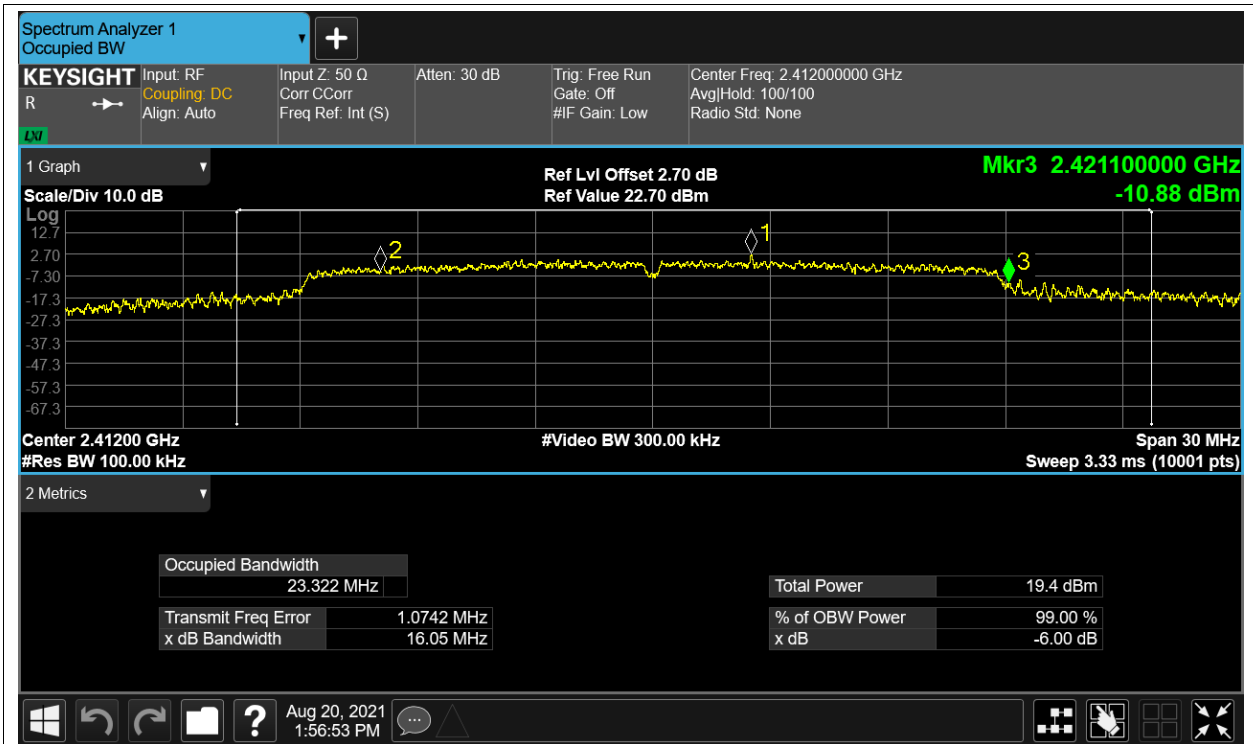 Spectrum Analyzer 1
Occupied BW
KEYSIGHT
R
LXI
Input: RF
Coupling: DC
Align: Auto
Input Z: 50 Ω
Corr CCorr
Freq Ref: Int (S)
Atten: 30 dB
Trig: Free Run
Gate: Off
#IF Gain: Low
Center Freq: 2.412000000 GHz
Avg|Hold: 100/100
Radio Std: None
1 Graph
Ref Lvl Offset 2.70 dB
Mkr3 2.421100000 GHz
Scale/Div 10.0 dB
Ref Value 22.70 dBm
-10.88 dBm
Log
12.7
2.70
-7.30
-17.3
-27.3
-37.3
-47.3
-57.3
-67.3
2
1
3
Center 2.41200 GHz
#Video BW 300.00 kHz
Span 30 MHz
#Res BW 100.00 kHz
Sweep 3.33 ms (10001 pts)
2 Metrics
Occupied Bandwidth
23.322 MHz
Total Power 19.4 dBm
Transmit Freq Error 1.0742 MHz
% of OBW Power 99.00 %
x dB Bandwidth 16.05 MHz
x dB -6.00 dB
?
Aug 20, 2021
1:56:53 PM